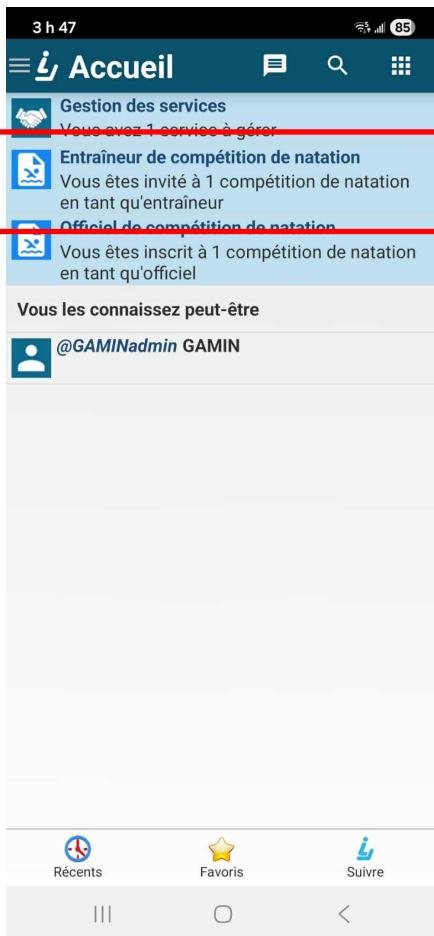 3 h 47
85
Accueil
Gestion des services
Vous avez 1 service à gérer
Entraîneur de compétition de natation
Vous êtes invité à 1 compétition de natation
en tant qu'entraîneur
Officiel de compétition de natation
Vous êtes inscrit à 1 compétition de natation
en tant qu'officiel
Vous les connaissez peut-être
@GAMINadmin GAMIN
Récents Favoris Suivre